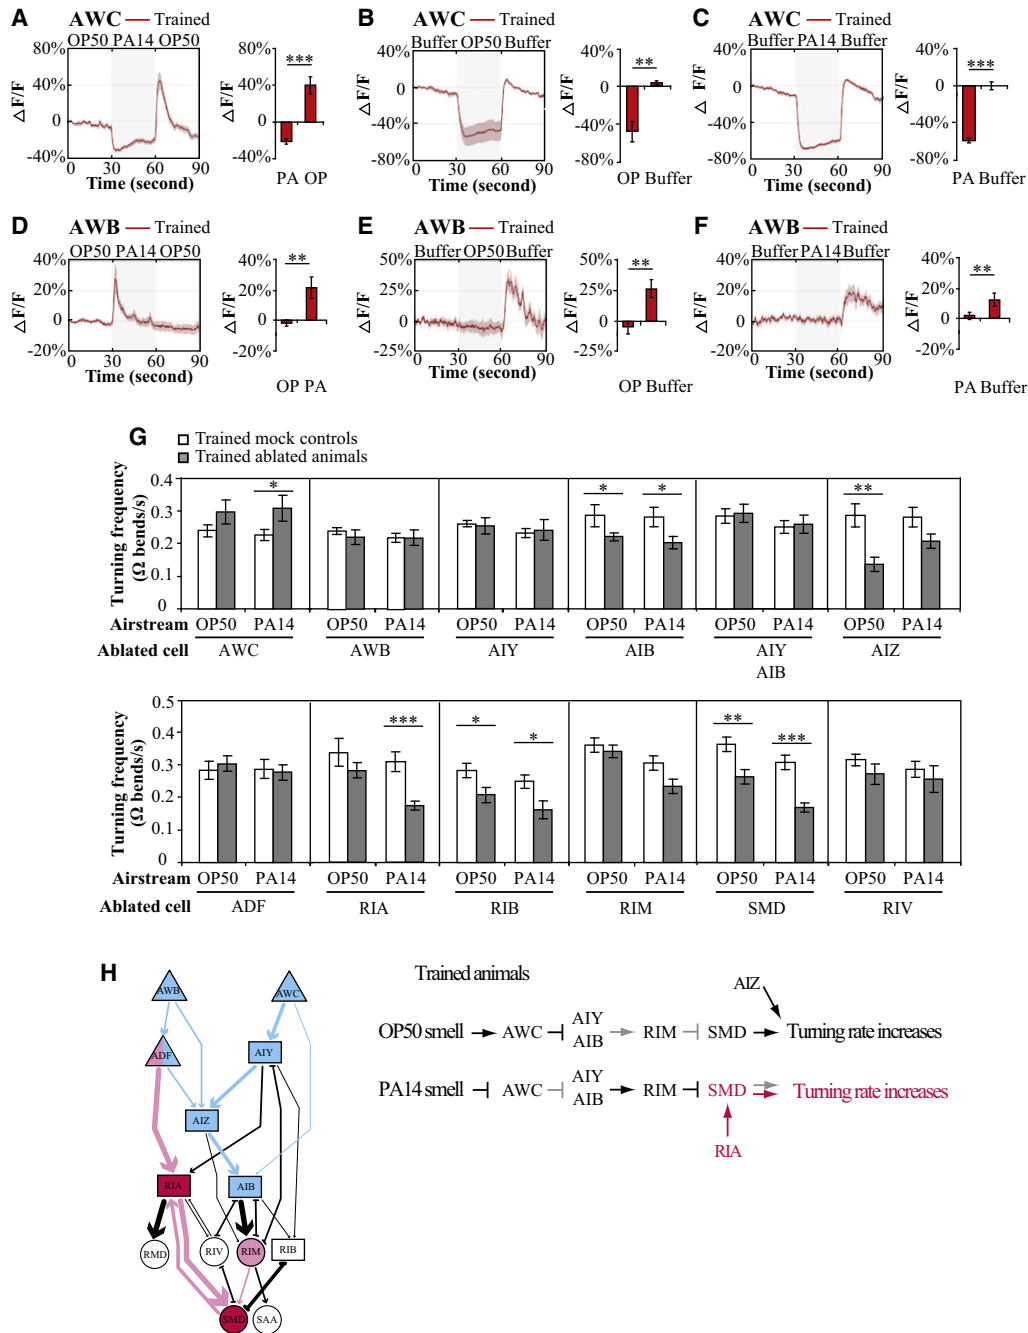 A
AWC — Trained
OP50 PA14 OP50
80%
40%
0
-40%
0 30 60 90
Time (second)
△F/F
80%
40%
0
-40%
△F/F
***
PA OP
B
AWC — Trained
Buffer OP50 Buffer
40%
0
-40%
-80%
0 30 60 90
Time (second)
△F/F
40%
0
-40%
-80%
△F/F
**
OP Buffer
C
AWC — Trained
Buffer PA14 Buffer
40%
0
-40%
-80%
0 30 60 90
Time (second)
△F/F
40%
0
-40%
-80%
△F/F
***
PA Buffer
D
AWB — Trained
OP50 PA14 OP50
40%
20%
0
-20%
0 30 60 90
Time (second)
△F/F
40%
20%
0
-20%
△F/F
**
OP PA
E
AWB — Trained
Buffer OP50 Buffer
50%
25%
0
-25%
0 30 60 90
Time (second)
△F/F
50%
25%
0
-25%
△F/F
**
OP Buffer
F
AWB — Trained
Buffer PA14 Buffer
40%
20%
0
-20%
0 30 60 90
Time (second)
△F/F
40%
20%
0
-20%
△F/F
**
PA Buffer
G
Trained mock controls
Trained ablated animals
Turning frequency
(Ω bends/s)
0.4
0.3
0.2
0.1
0
* * * **
Airstream OP50 PA14 OP50 PA14 OP50 PA14 OP50 PA14 OP50 PA14 OP50 PA14
Ablated cell AWC AWB AIY AIB AIY AIZ
AIB
Turning frequency
(Ω bends/s)
0.5
0.4
0.3
0.2
0.1
0
*** * * ** ***
Airstream OP50 PA14 OP50 PA14 OP50 PA14 OP50 PA14 OP50 PA14 OP50 PA14
Ablated cell ADF RIA RIB RIM SMD RIV
H
AWB AWC
ADF AIY
AIZ
RIA AIB
RMD RIV RIM RIB
SMD SAA
Trained animals
AIZ
OP50 smell AWC AIY AIB RIM SMD Turning rate increases
PA14 smell AWC AIY AIB RIM SMD Turning rate increases
RIA